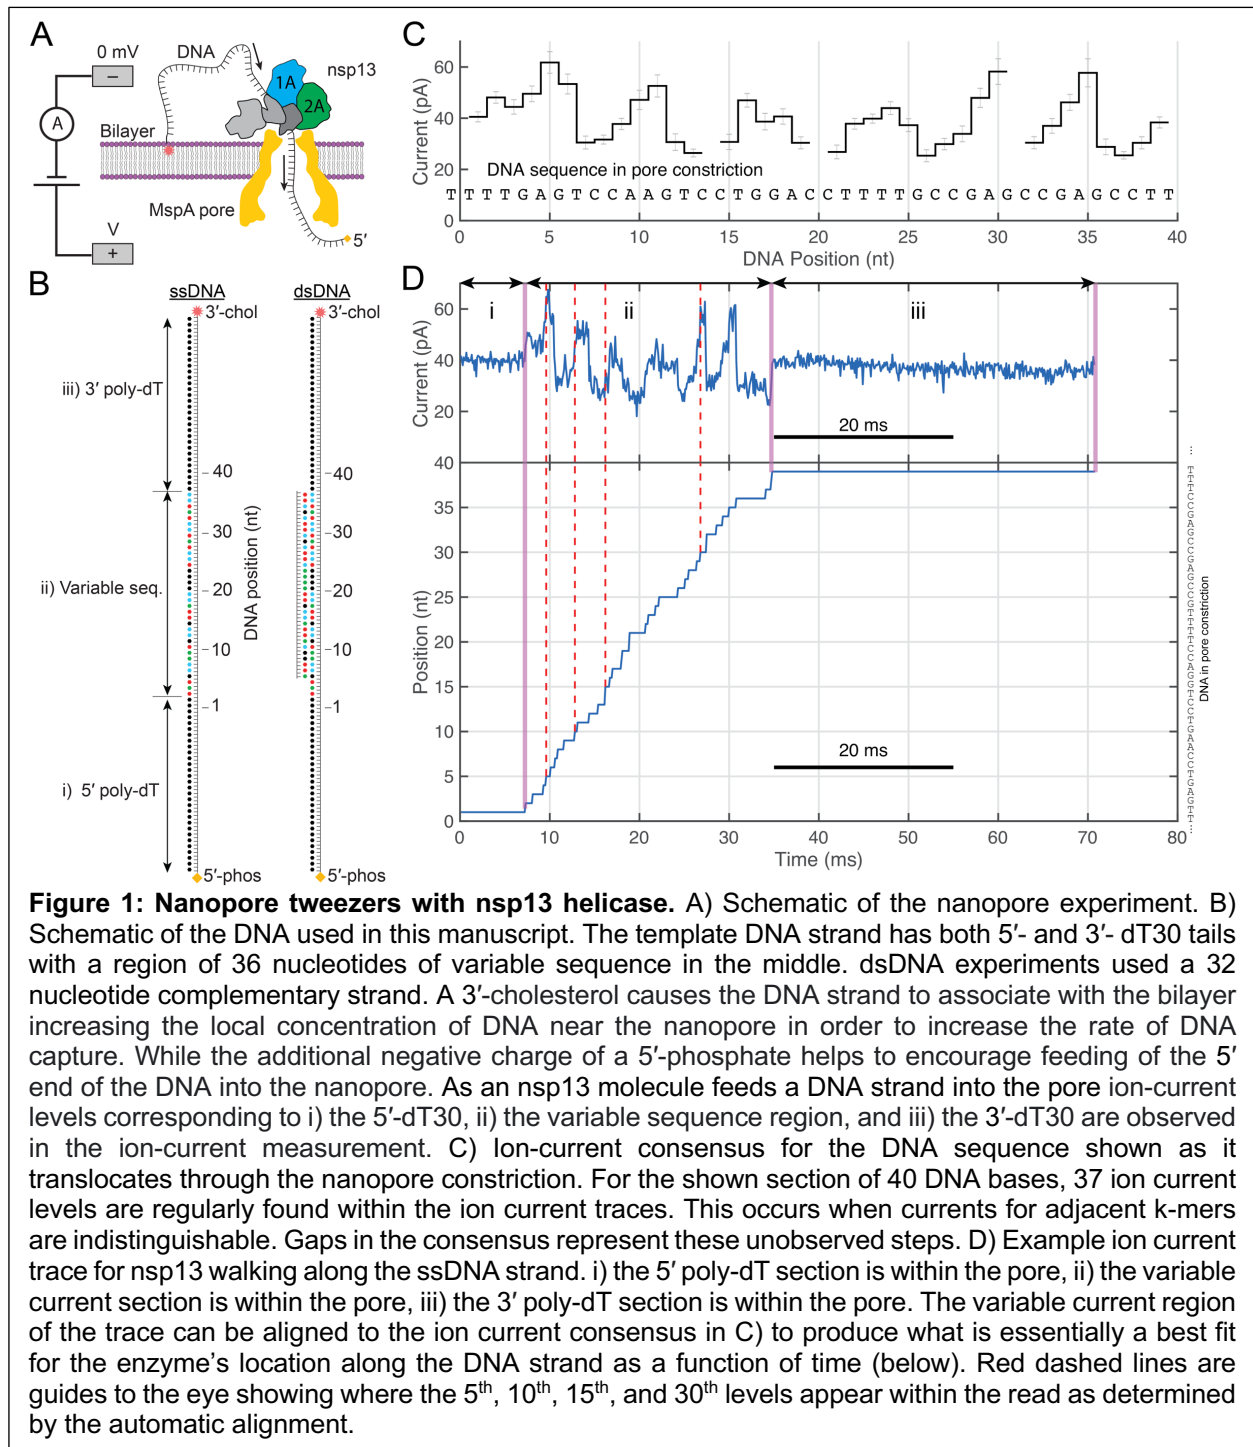 A
0 mV
−
DNA
nsp13
1A
2A
A
Bilayer
MspA pore
V
+
5′
B
ssDNA
dsDNA
3′-chol
3′-chol
iii) 3′ poly-dT
40
40
30
30
ii) Variable seq.
DNA position (nt)
20
20
10
10
1
1
i) 5′ poly-dT
5′-phos
5′-phos
C
Current (pA)
60
40
20
0
DNA sequence in pore constriction
T T T T G A G T C C A A G T C C T G G A C C T T T T G C C G A G C C G A G C C T T
0 5 10 15 20 25 30 35 40
DNA Position (nt)
D
i
ii
iii
Current (pA)
60
40
20
20 ms
Position (nt)
40
35
30
25
20
15
10
5
0
20 ms
0 10 20 30 40 50 60 70 80
Time (ms)
DNA in pore constriction
Figure 1: Nanopore tweezers with nsp13 helicase. A) Schematic of the nanopore experiment. B)
Schematic of the DNA used in this manuscript. The template DNA strand has both 5′- and 3′- dT30 tails
with a region of 36 nucleotides of variable sequence in the middle. dsDNA experiments used a 32
nucleotide complementary strand. A 3′-cholesterol causes the DNA strand to associate with the bilayer
increasing the local concentration of DNA near the nanopore in order to increase the rate of DNA
capture. While the additional negative charge of a 5′-phosphate helps to encourage feeding of the 5′
end of the DNA into the nanopore. As an nsp13 molecule feeds a DNA strand into the pore ion-current
levels corresponding to i) the 5′-dT30, ii) the variable sequence region, and iii) the 3′-dT30 are observed
in the ion-current measurement. C) Ion-current consensus for the DNA sequence shown as it
translocates through the nanopore constriction. For the shown section of 40 DNA bases, 37 ion current
levels are regularly found within the ion current traces. This occurs when currents for adjacent k-mers
are indistinguishable. Gaps in the consensus represent these unobserved steps. D) Example ion current
trace for nsp13 walking along the ssDNA strand. i) the 5′ poly-dT section is within the pore, ii) the variable
current section is within the pore, iii) the 3′ poly-dT section is within the pore. The variable current region
of the trace can be aligned to the ion current consensus in C) to produce what is essentially a best fit
for the enzyme’s location along the DNA strand as a function of time (below). Red dashed lines are
guides to the eye showing where the 5th, 10th, 15th, and 30th levels appear within the read as determined
by the automatic alignment.